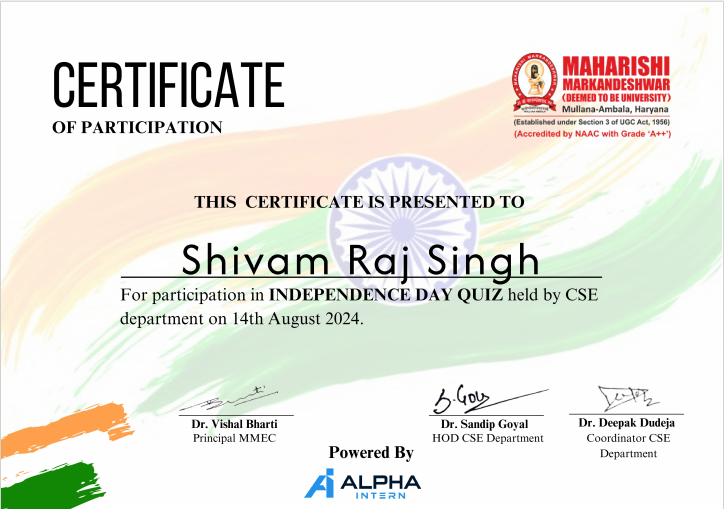 CERTIFICATE
OF PARTICIPATION
MAHARISHI
MARKANDESHWAR
(DEEMED TO BE UNIVERSITY)
Mullana-Ambala, Haryana
(Established under Section 3 of UGC Act, 1956)
(Accredited by NAAC with Grade 'A++')
THIS CERTIFICATE IS PRESENTED TO
Shivam Raj Singh
For participation in INDEPENDENCE DAY QUIZ held by CSE
department on 14th August 2024.
S. Goy
Dr. Vishal Bharti
Principal MMEC
Dr. Sandip Goyal
HOD CSE Department
Dr. Deepak Dudeja
Coordinator CSE
Department
Powered By
ALPHA
INTERN